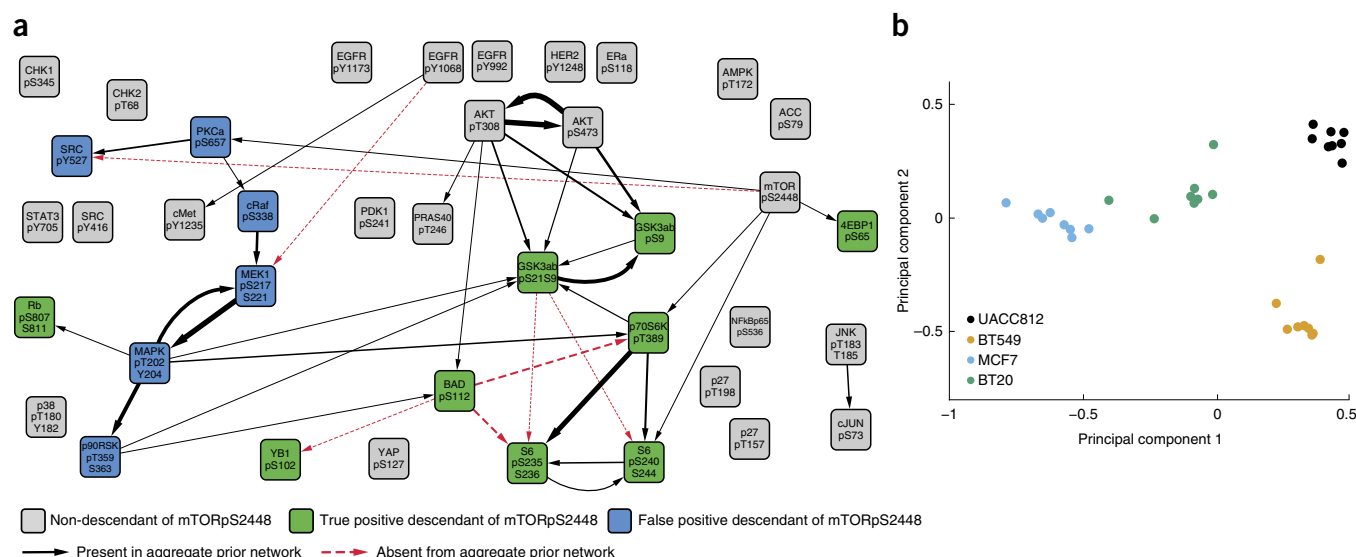 a
b
CHK1
pS345
CHK2
pT68
EGFR
pY1173
EGFR
pY1068
EGFR
pY992
HER2
pY1248
ERa
pS118
AMPK
pT172
ACC
pS79
SRC
pY527
PKCa
pS657
AKT
pT308
AKT
pS473
mTOR
pS2448
STAT3
pY705
SRC
pY416
cMet
pY1235
cRaf
pS338
PDK1
pS241
PRAS40
pT246
GSK3ab
pS9
4EBP1
pS65
MEK1
pS217
S221
GSK3ab
pS21S9
Rb
pS807
S811
MAPK
pT202
Y204
p70S6K
pT389
NFkBp65
pS536
JNK
pT183
T185
BAD
pS112
p27
pT198
p38
pT180
Y182
p90RSK
pT359
S363
YB1
pS102
YAP
pS127
S6
pS235
S236
S6
pS240
S244
p27
pT157
cJUN
pS73
Non-descendant of mTORpS2448
True positive descendant of mTORpS2448
False positive descendant of mTORpS2448
Present in aggregate prior network
Absent from aggregate prior network
Principal component 2
0.5
0
−0.5
UACC812
BT549
MCF7
BT20
−1
−0.5
0
0.5
Principal component 1